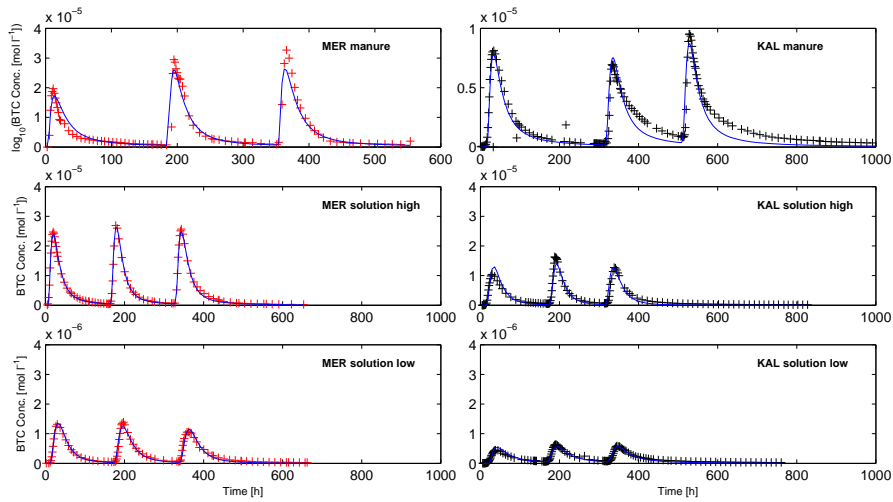 x 10⁻⁵
x 10⁻⁵
4
3
2
1
0
log₁₀(BTC Conc. [mol l⁻¹])
MER manure
0 100 200 300 400 500 600
1
0.5
0
KAL manure
0 200 400 600 800 1000
x 10⁻⁵
x 10⁻⁵
4
3
2
1
0
BTC Conc. [mol l⁻¹])
MER solution high
0 200 400 600 800 1000
4
3
2
1
0
KAL solution high
0 200 400 600 800 1000
x 10⁻⁶
x 10⁻⁶
4
3
2
1
0
BTC Conc. [mol l⁻¹]
MER solution low
0 200 400 600 800 1000
Time [h]
4
3
2
1
0
KAL solution low
0 200 400 600 800 1000
Time [h]